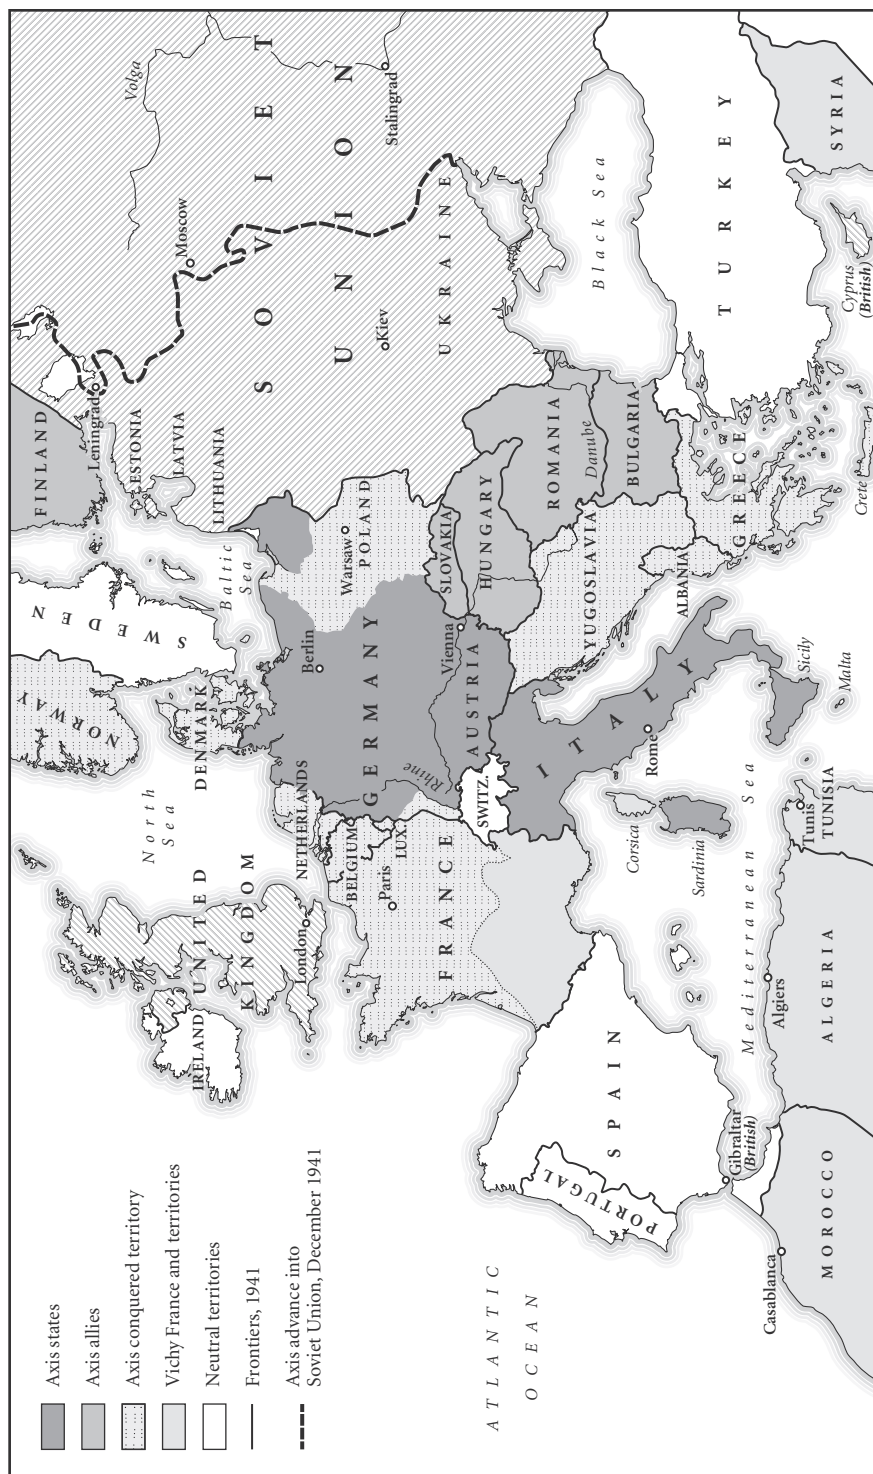 Axis states
Axis allies
Axis conquered territory
Vichy France and territories
Neutral territories
Frontiers, 1941
Axis advance into
Soviet Union, December 1941
ATLANTIC
OCEAN
NORWAY
SWEDEN
FINLAND
Leningrad
ESTONIA
LATVIA
LITHUANIA
Baltic
Sea
North
Sea
DENMARK
IRELAND
UNITED
KINGDOM
London
NETHERLANDS
BELGIUM
LUX.
Paris
FRANCE
Rhine
GERMANY
Berlin
Warsaw
POLAND
Volga
Moscow
SOVIET
UNION
Stalingrad
Kiev
UKRAINE
SWITZ.
AUSTRIA
Vienna
SLOVAKIA
HUNGARY
ROMANIA
Danube
BULGARIA
YUGOSLAVIA
ALBANIA
GREECE
Crete
Black Sea
TURKEY
SYRIA
Cyprus
(British)
ITALY
Rome
Corsica
Sardinia
Sicily
Malta
Mediterranean Sea
PORTUGAL
SPAIN
Gibraltar
(British)
Casablanca
MOROCCO
Algiers
ALGERIA
Tunis
TUNISIA